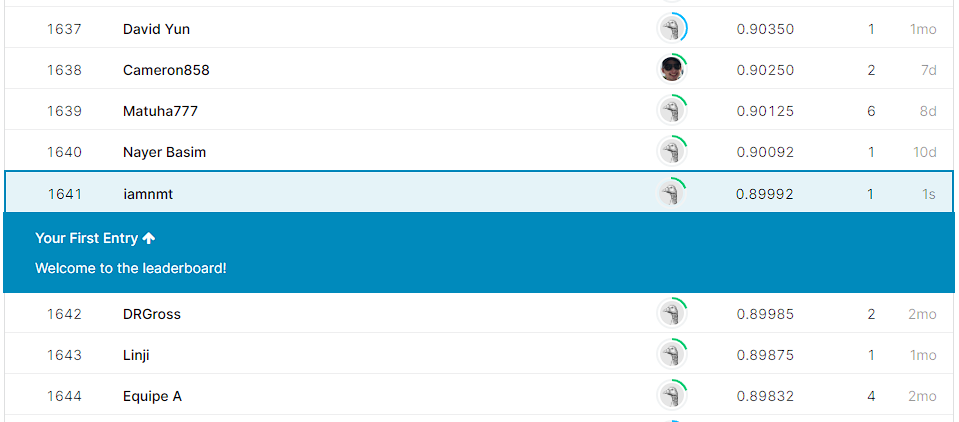 1637 David Yun 0.90350 1 1mo
1638 Cameron858 0.90250 2 7d
1639 Matuha777 0.90125 6 8d
1640 Nayer Basim 0.90092 1 10d
1641 iamnmt 0.89992 1 1s
Your First Entry
Welcome to the leaderboard!
1642 DRGross 0.89985 2 2mo
1643 Linji 0.89875 1 1mo
1644 Equipe A 0.89832 4 2mo